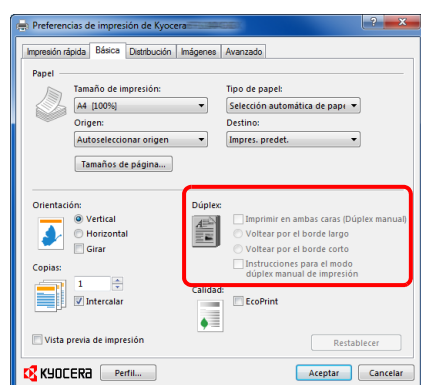 Preferencias de impresión de Kyocera
Impresión rápida Básica Distribución Imágenes Avanzado
Papel
Tamaño de impresión: Tipo de papel:
A4 [100%] Selección automática de pape
Origen: Destino:
Autoseleccionar origen Impres. predet.
Tamaños de página...
Orientación: Dúplex:
Vertical Imprimir en ambas caras (Dúplex manual)
Horizontal Voltear por el borde largo
Girar Voltear por el borde corto
Copias: Instrucciones para el modo
dúplex manual de impresión
1 Calidad:
Intercalar EcoPrint
Vista previa de impresión Restablecer
KYOCERA Perfil... Aceptar Cancelar